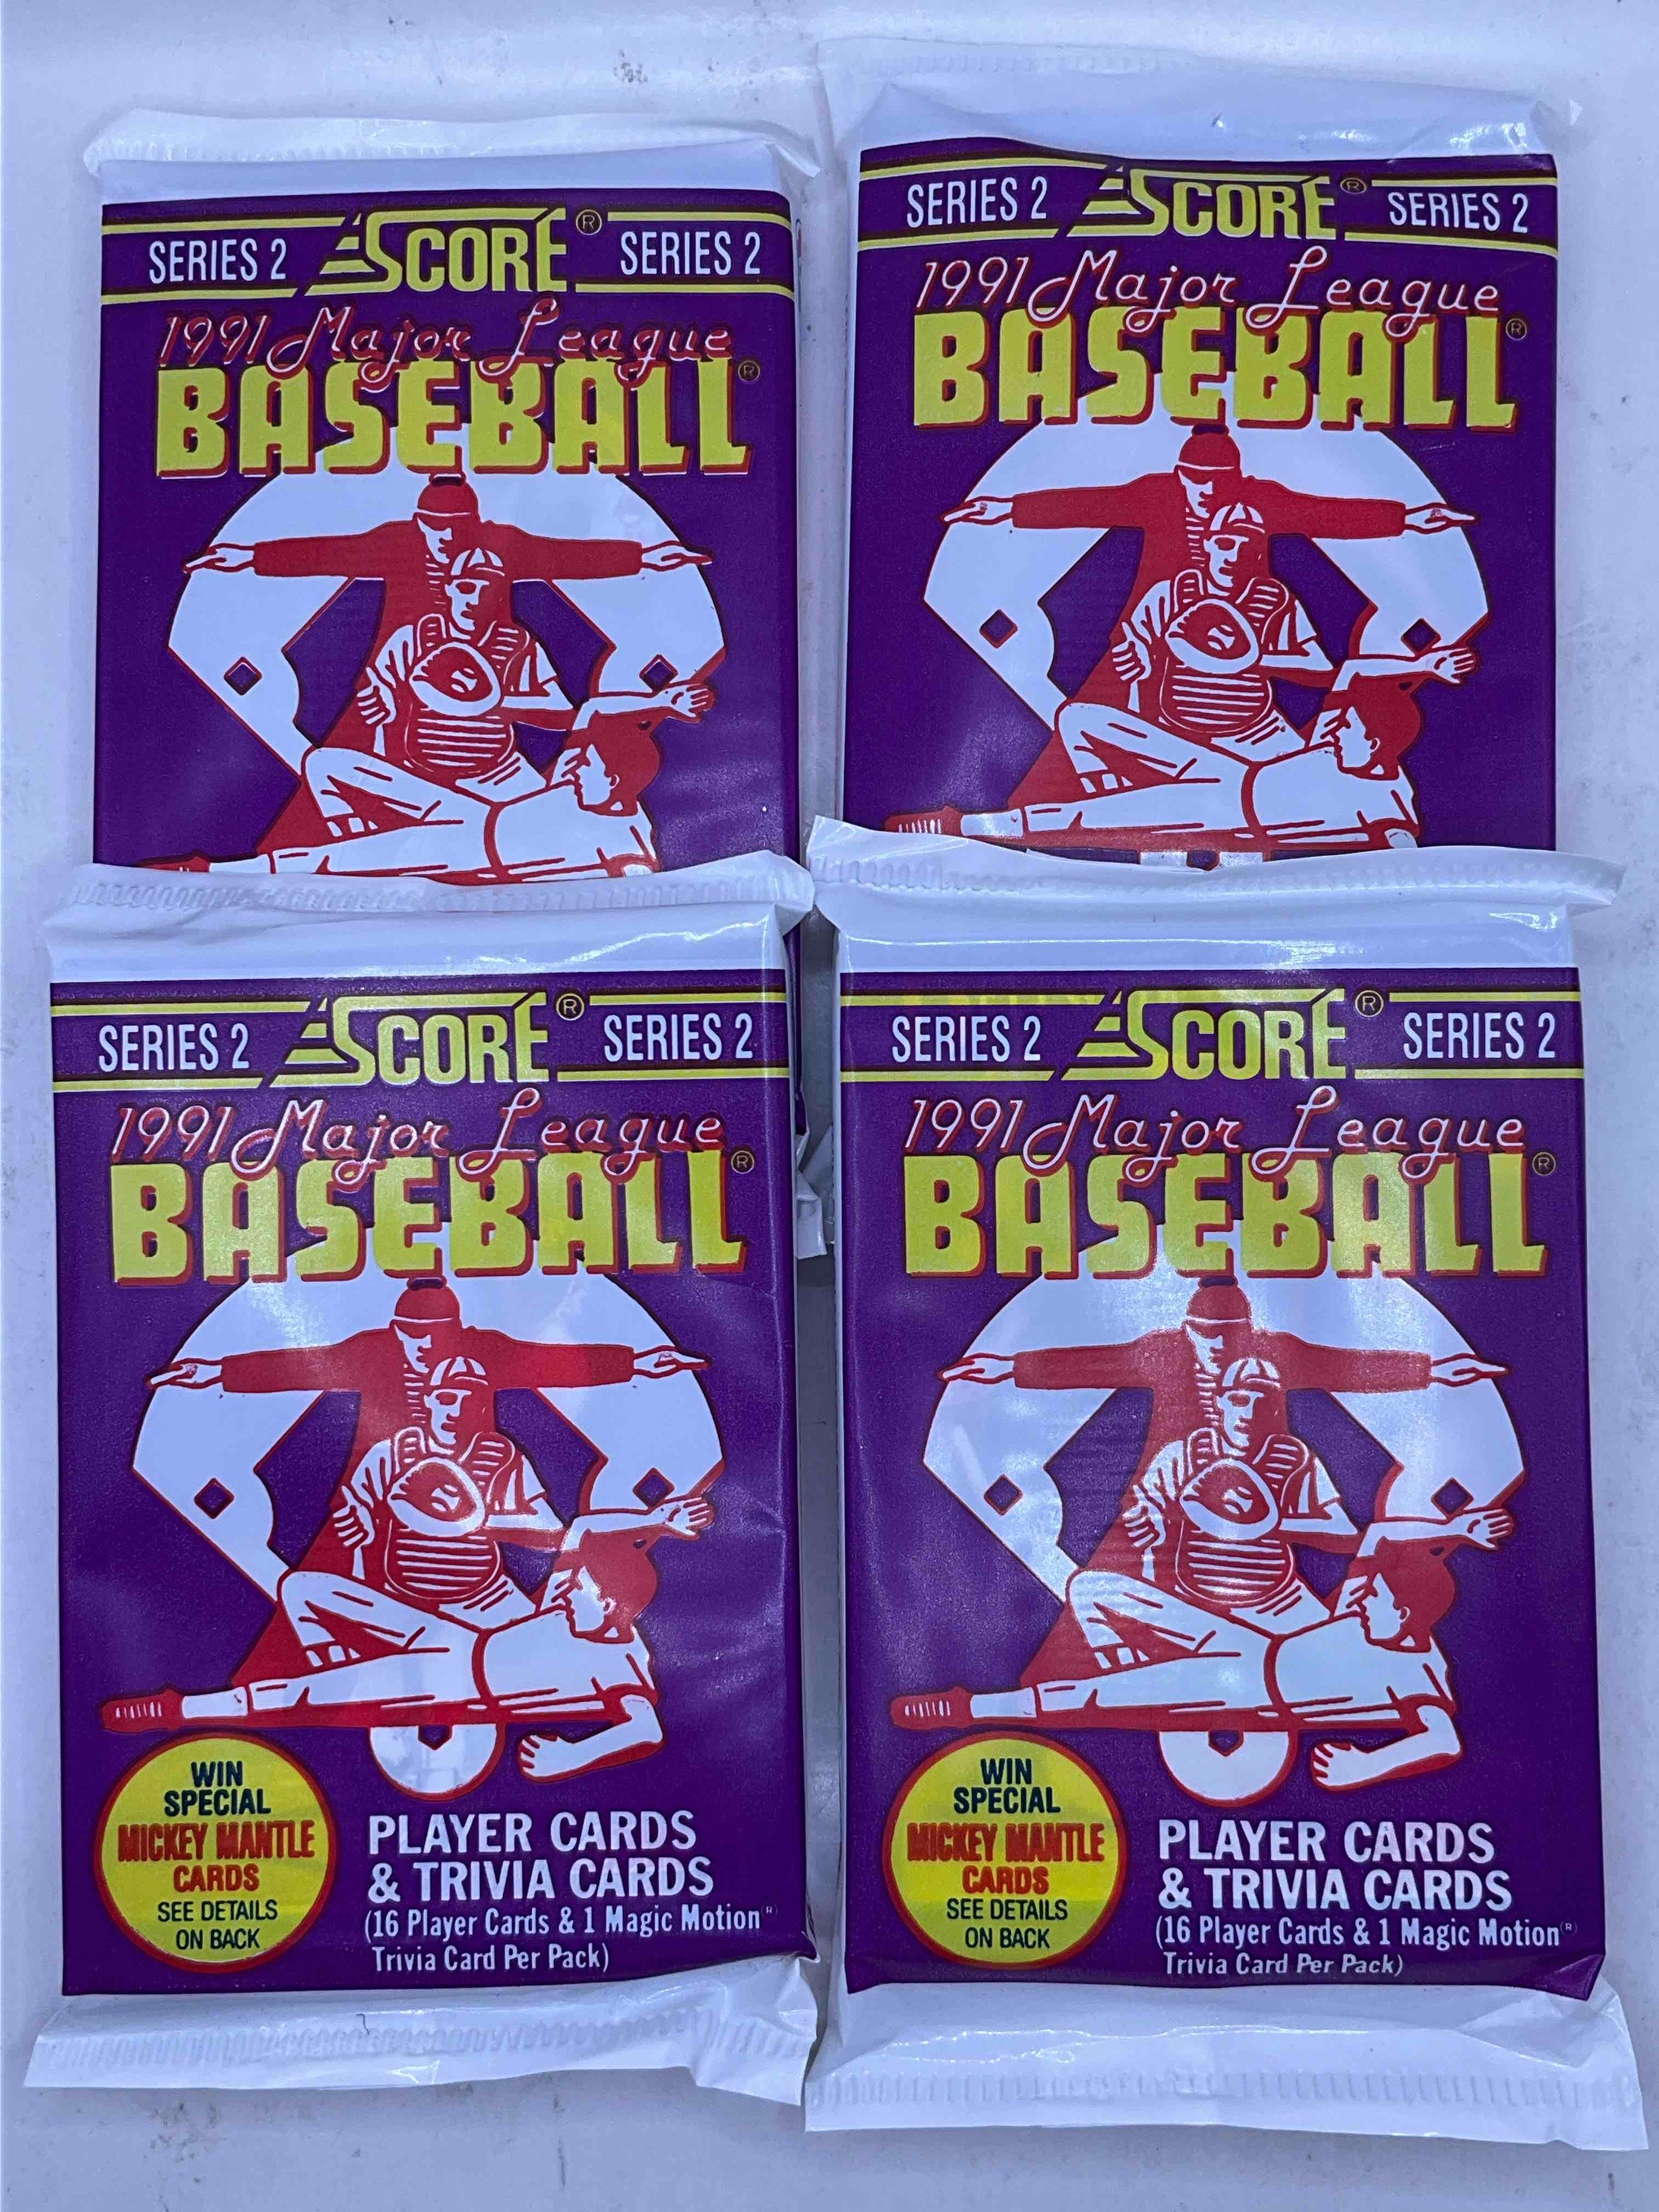 SERIES 2 SCORE® SERIES 2
1991 Major League
BASEBALL®
SERIES 2 SCORE® SERIES 2
1991 Major League
BASEBALL®
SERIES 2 SCORE® SERIES 2
1991 Major League
BASEBALL®
WIN
SPECIAL
MICKEY MANTLE
CARDS
SEE DETAILS
ON BACK
PLAYER CARDS
& TRIVIA CARDS
(16 Player Cards & 1 Magic Motion®
Trivia Card Per Pack)
SERIES 2 SCORE® SERIES 2
1991 Major League
BASEBALL®
WIN
SPECIAL
MICKEY MANTLE
CARDS
SEE DETAILS
ON BACK
PLAYER CARDS
& TRIVIA CARDS
(16 Player Cards & 1 Magic Motion®
Trivia Card Per Pack)